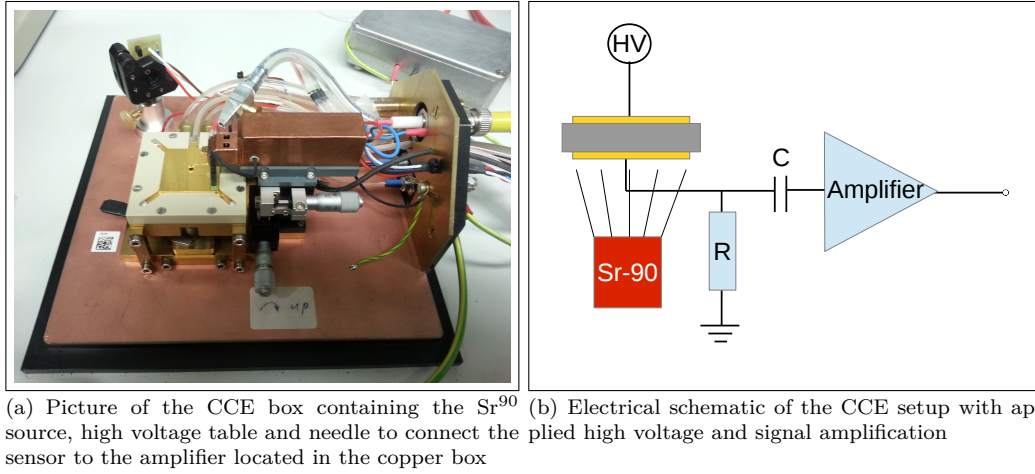 up
HV
C
Amplifier
R
Sr-90
(a) Picture of the CCE box containing the Sr90
source, high voltage table and needle to connect the
sensor to the amplifier located in the copper box
(b) Electrical schematic of the CCE setup with ap
plied high voltage and signal amplification